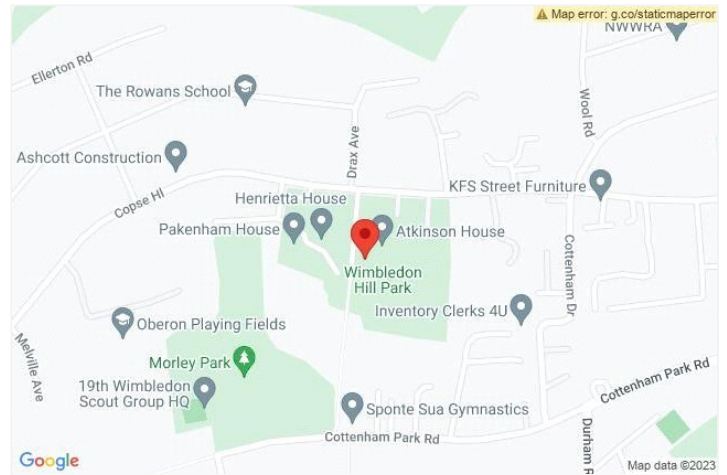 Map error: g.co/staticmaperror
NWWRA
Ellerton Rd
The Rowans School
Wool Rd
Drax Ave
Ashcott Construction
KFS Street Furniture
Copse Hl
Henrietta House
Pakenham House
Atkinson House
Wimbledon
Hill Park
Cottenham Dr
Inventory Clerks 4U
Oberon Playing Fields
Melville Ave
Morley Park
19th Wimbledon
Scout Group HQ
Cottenham Park Rd
Sponte Sua Gymnastics
Cottenham Park Rd
Durham R
Google
Map data ©2023